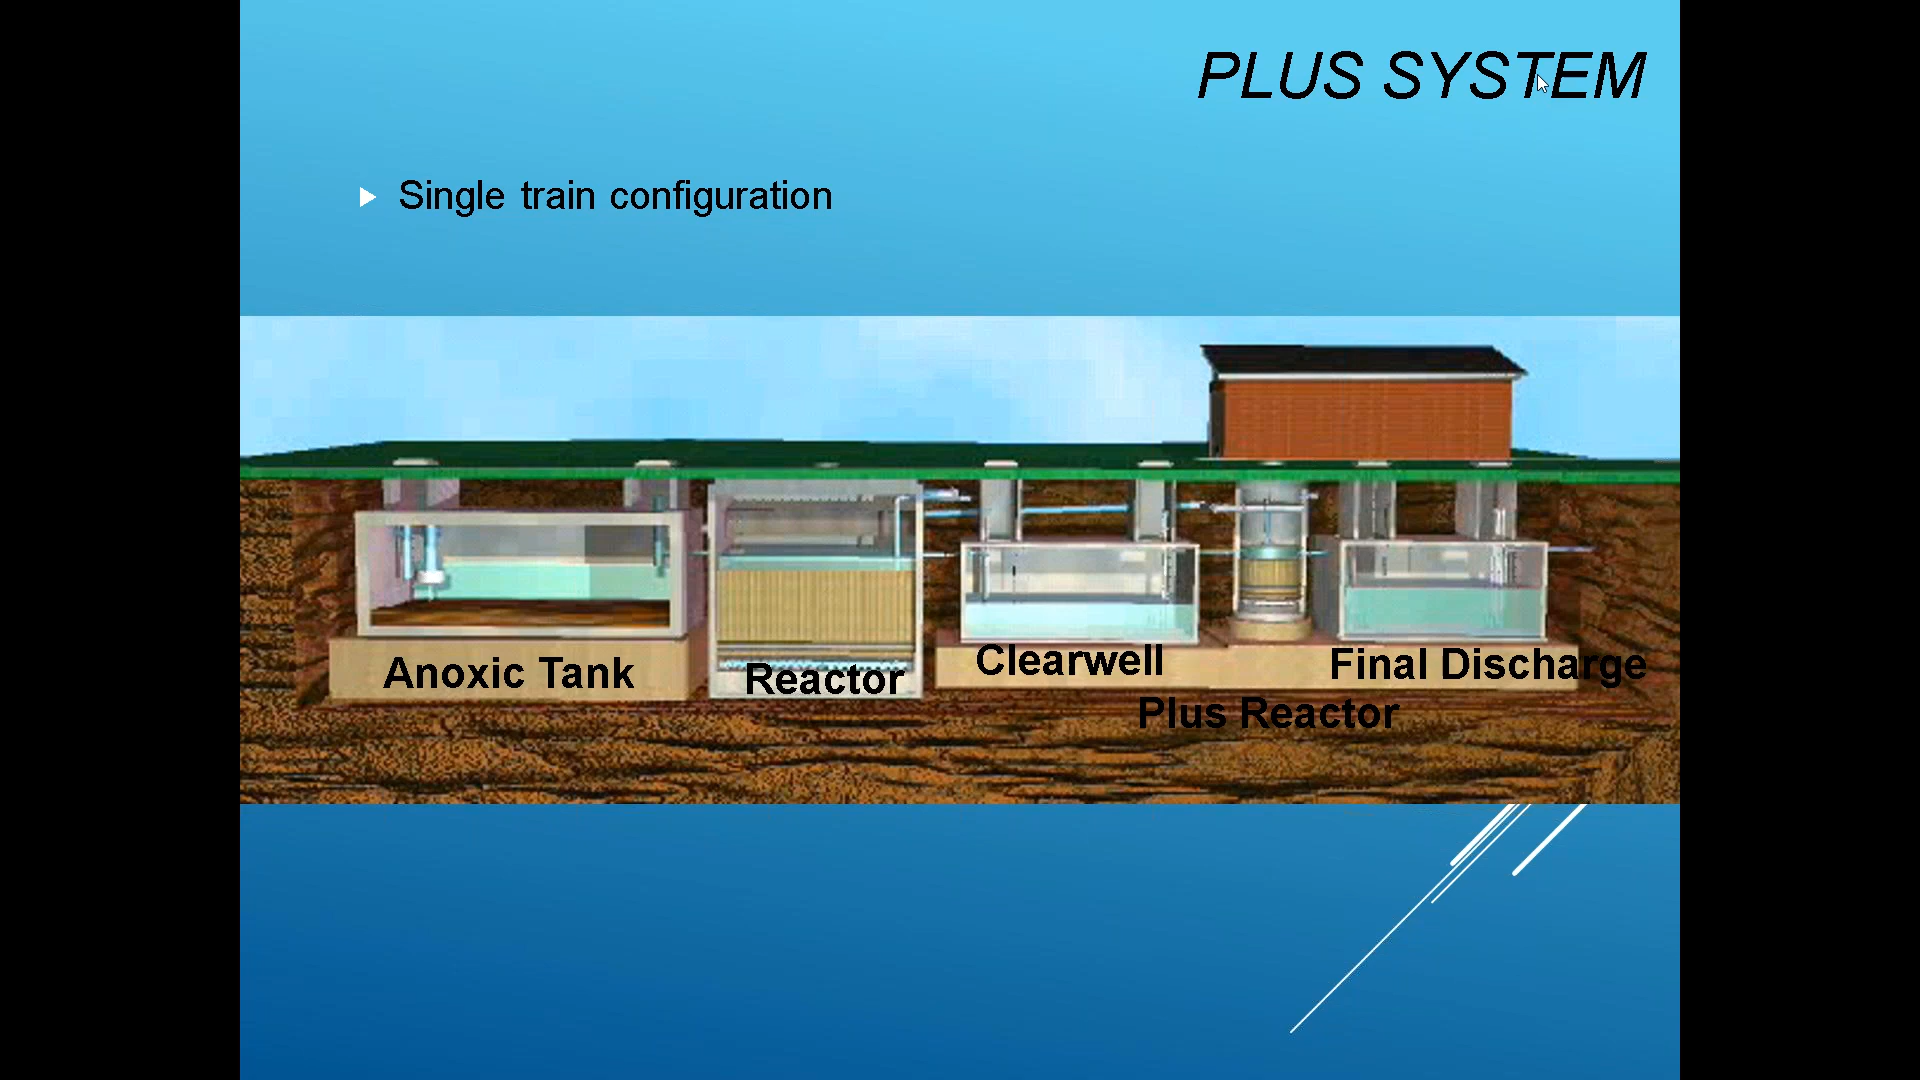 PLUS SYSTEM
Single train configuration
Anoxic Tank
Reactor
Clearwell
Final Discharge
Plus Reactor